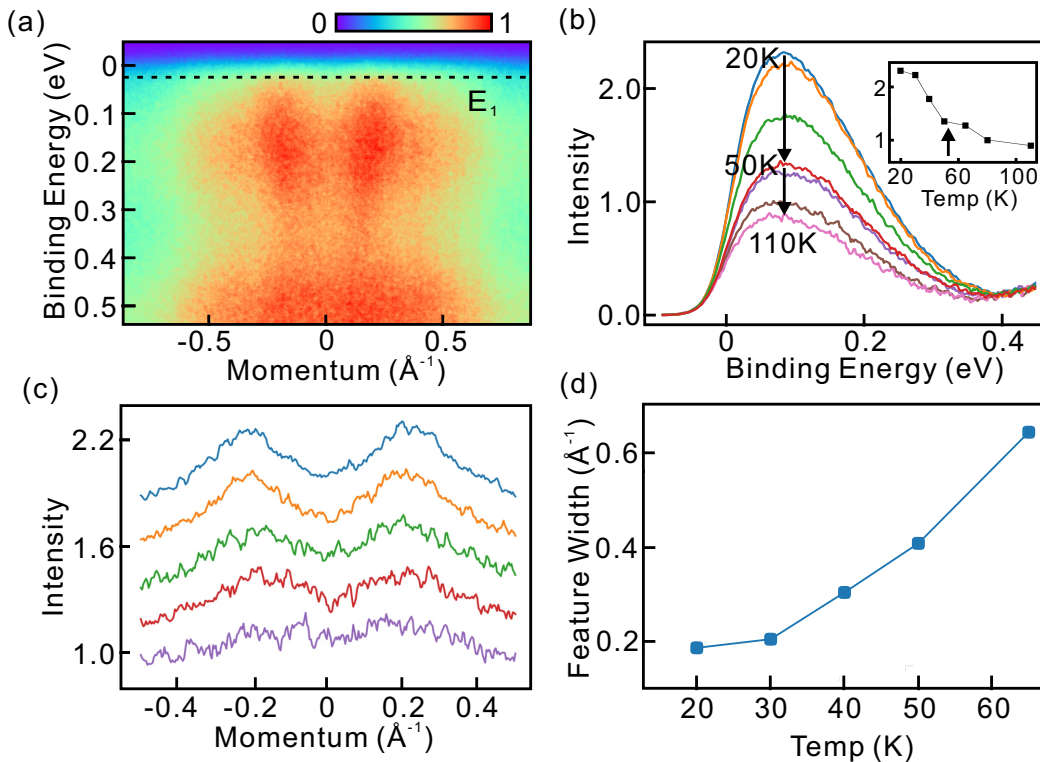 (a)
0
1
Binding Energy (eV)
0
0.1
0.2
0.3
0.4
0.5
E1
-0.5
0
0.5
Momentum (Å-1)
(b)
Intensity
2.0
1.0
0.0
20K
50K
110K
2
1
20
60
100
Temp (K)
0
0.2
0.4
Binding Energy (eV)
(c)
Intensity
2.2
1.6
1.0
-0.4
-0.2
0
0.2
0.4
Momentum (Å-1)
(d)
Feature Width (Å-1)
0.6
0.4
0.2
20
30
40
50
60
Temp (K)